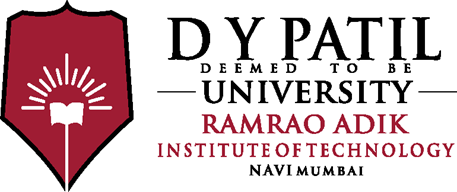 D Y PATIL
DEEMED TO BE
UNIVERSITY
RAMRAO ADIK
INSTITUTE OF TECHNOLOGY
NAVI MUMBAI